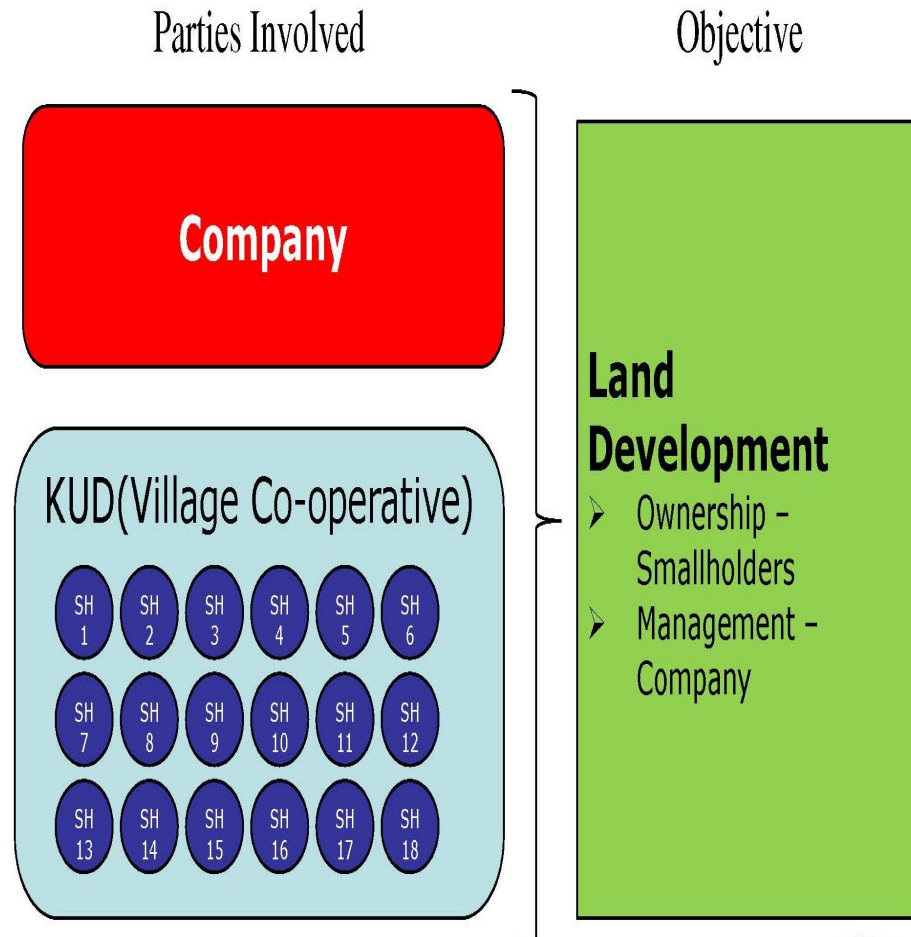 Parties Involved
Objective
Company
KUD(Village Co-operative)
SH 1
SH 2
SH 3
SH 4
SH 5
SH 6
SH 7
SH 8
SH 9
SH 10
SH 11
SH 12
SH 13
SH 14
SH 15
SH 16
SH 17
SH 18
Land
Development
➢ Ownership –
Smallholders
➢ Management –
Company